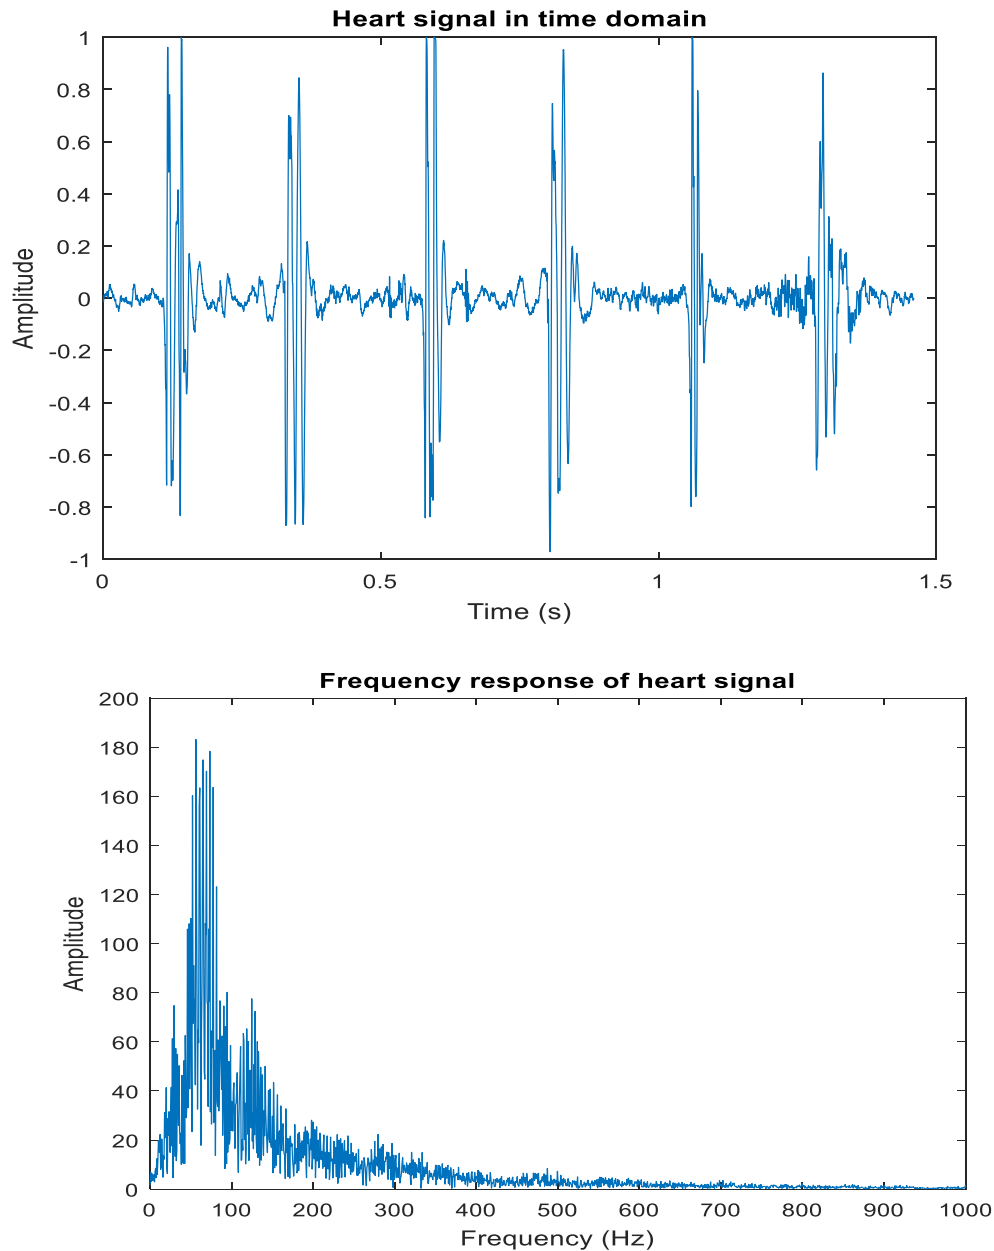 Heart signal in time domain
1
0.8
0.6
0.4
0.2
0
-0.2
-0.4
-0.6
-0.8
-1
Amplitude
0 0.5 1 1.5
Time (s)
Frequency response of heart signal
200
180
160
140
120
100
80
60
40
20
0
Amplitude
0 100 200 300 400 500 600 700 800 900 1000
Frequency (Hz)